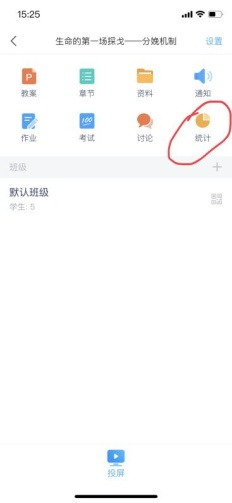 15:25
生命的第一场探戈——分娩机制
设置
教案
章节
资料
通知
作业
考试
讨论
统计
班级
默认班级
学生: 5
投屏